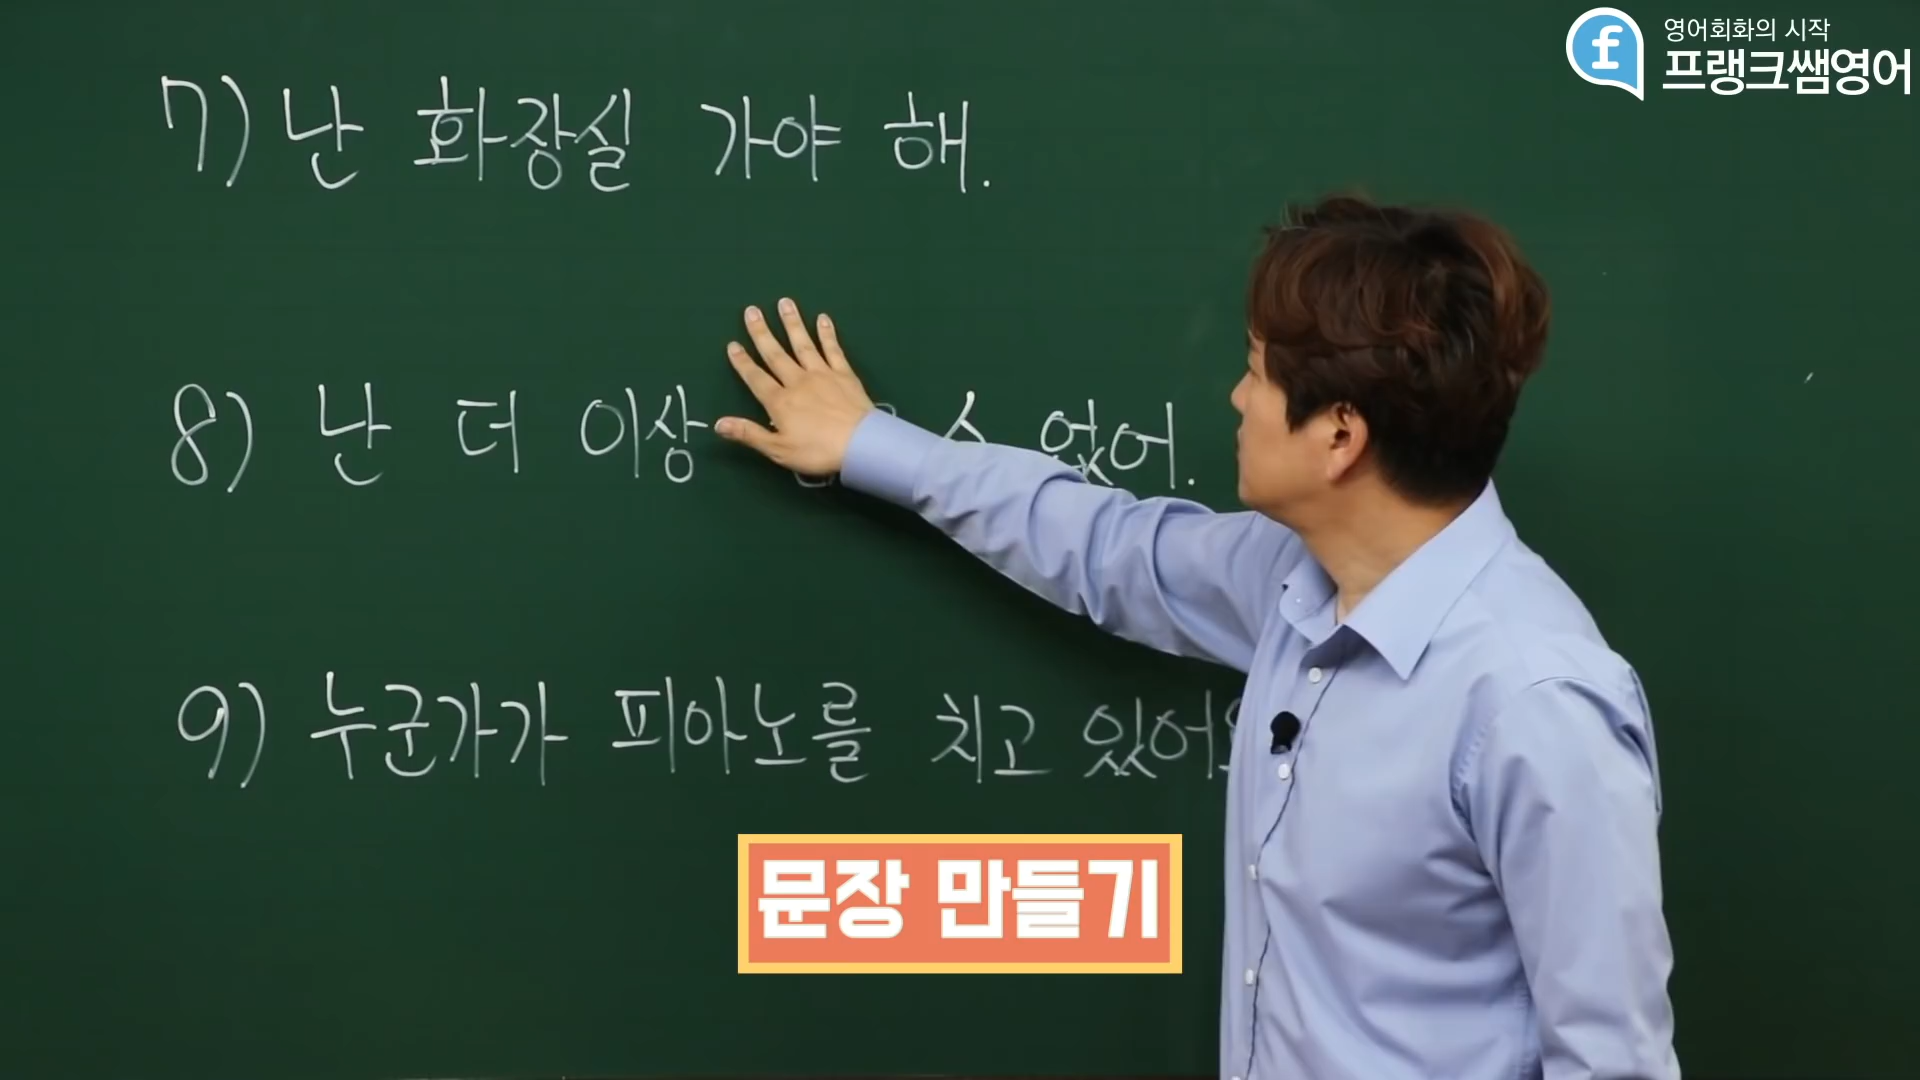 영어회화의 시작
프랭크쌤영어
7) 난 화장실 가야 해.
8) 난 더 이상 수 없어.
9) 누군가가 피아노를 치고 있어요
문장 만들기